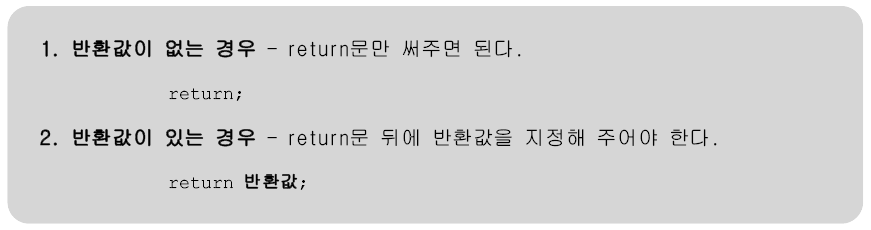 1. 반환값이 없는 경우 - return문만 써주면 된다.
return;
2. 반환값이 있는 경우 - return문 뒤에 반환값을 지정해 주어야 한다.
return 반환값;